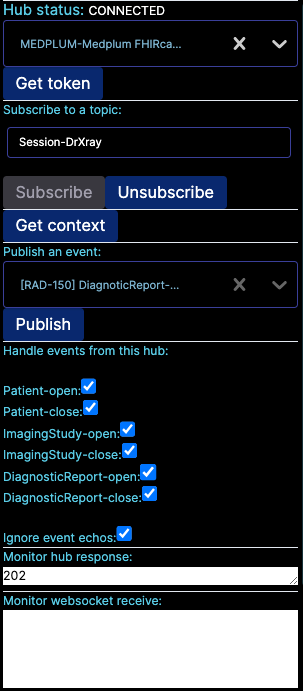 Hub status: CONNECTED
MEDPLUM-Medplum FHIRca...
Get token
Subscribe to a topic:
Session-DrXray
Subscribe Unsubscribe
Get context
Publish an event:
[RAD-150] DiagnoticReport-...
Publish
Handle events from this hub:
Patient-open:
Patient-close:
ImagingStudy-open:
ImagingStudy-close:
DiagnosticReport-open:
DiagnosticReport-close:
Ignore event echos:
Monitor hub response:
202
Monitor websocket receive: